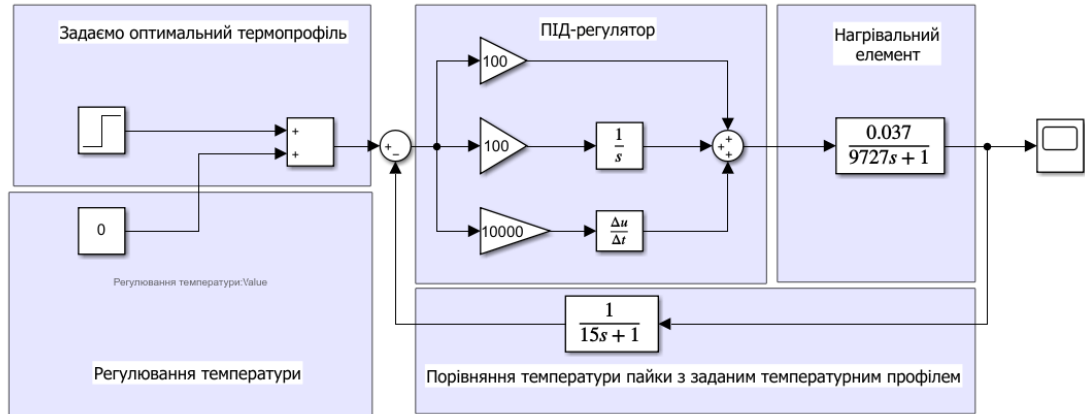 Задаємо оптимальний термопрофіль
ПІД-регулятор
Нагрівальний
елемент
100
+
+
+
−
100
1
s
+
+
+
0.037
9727s + 1
0
10000
Δu
Δt
Регулювання температури:Value
1
15s + 1
Регулювання температури
Порівняння температури пайки з заданим температурним профілем